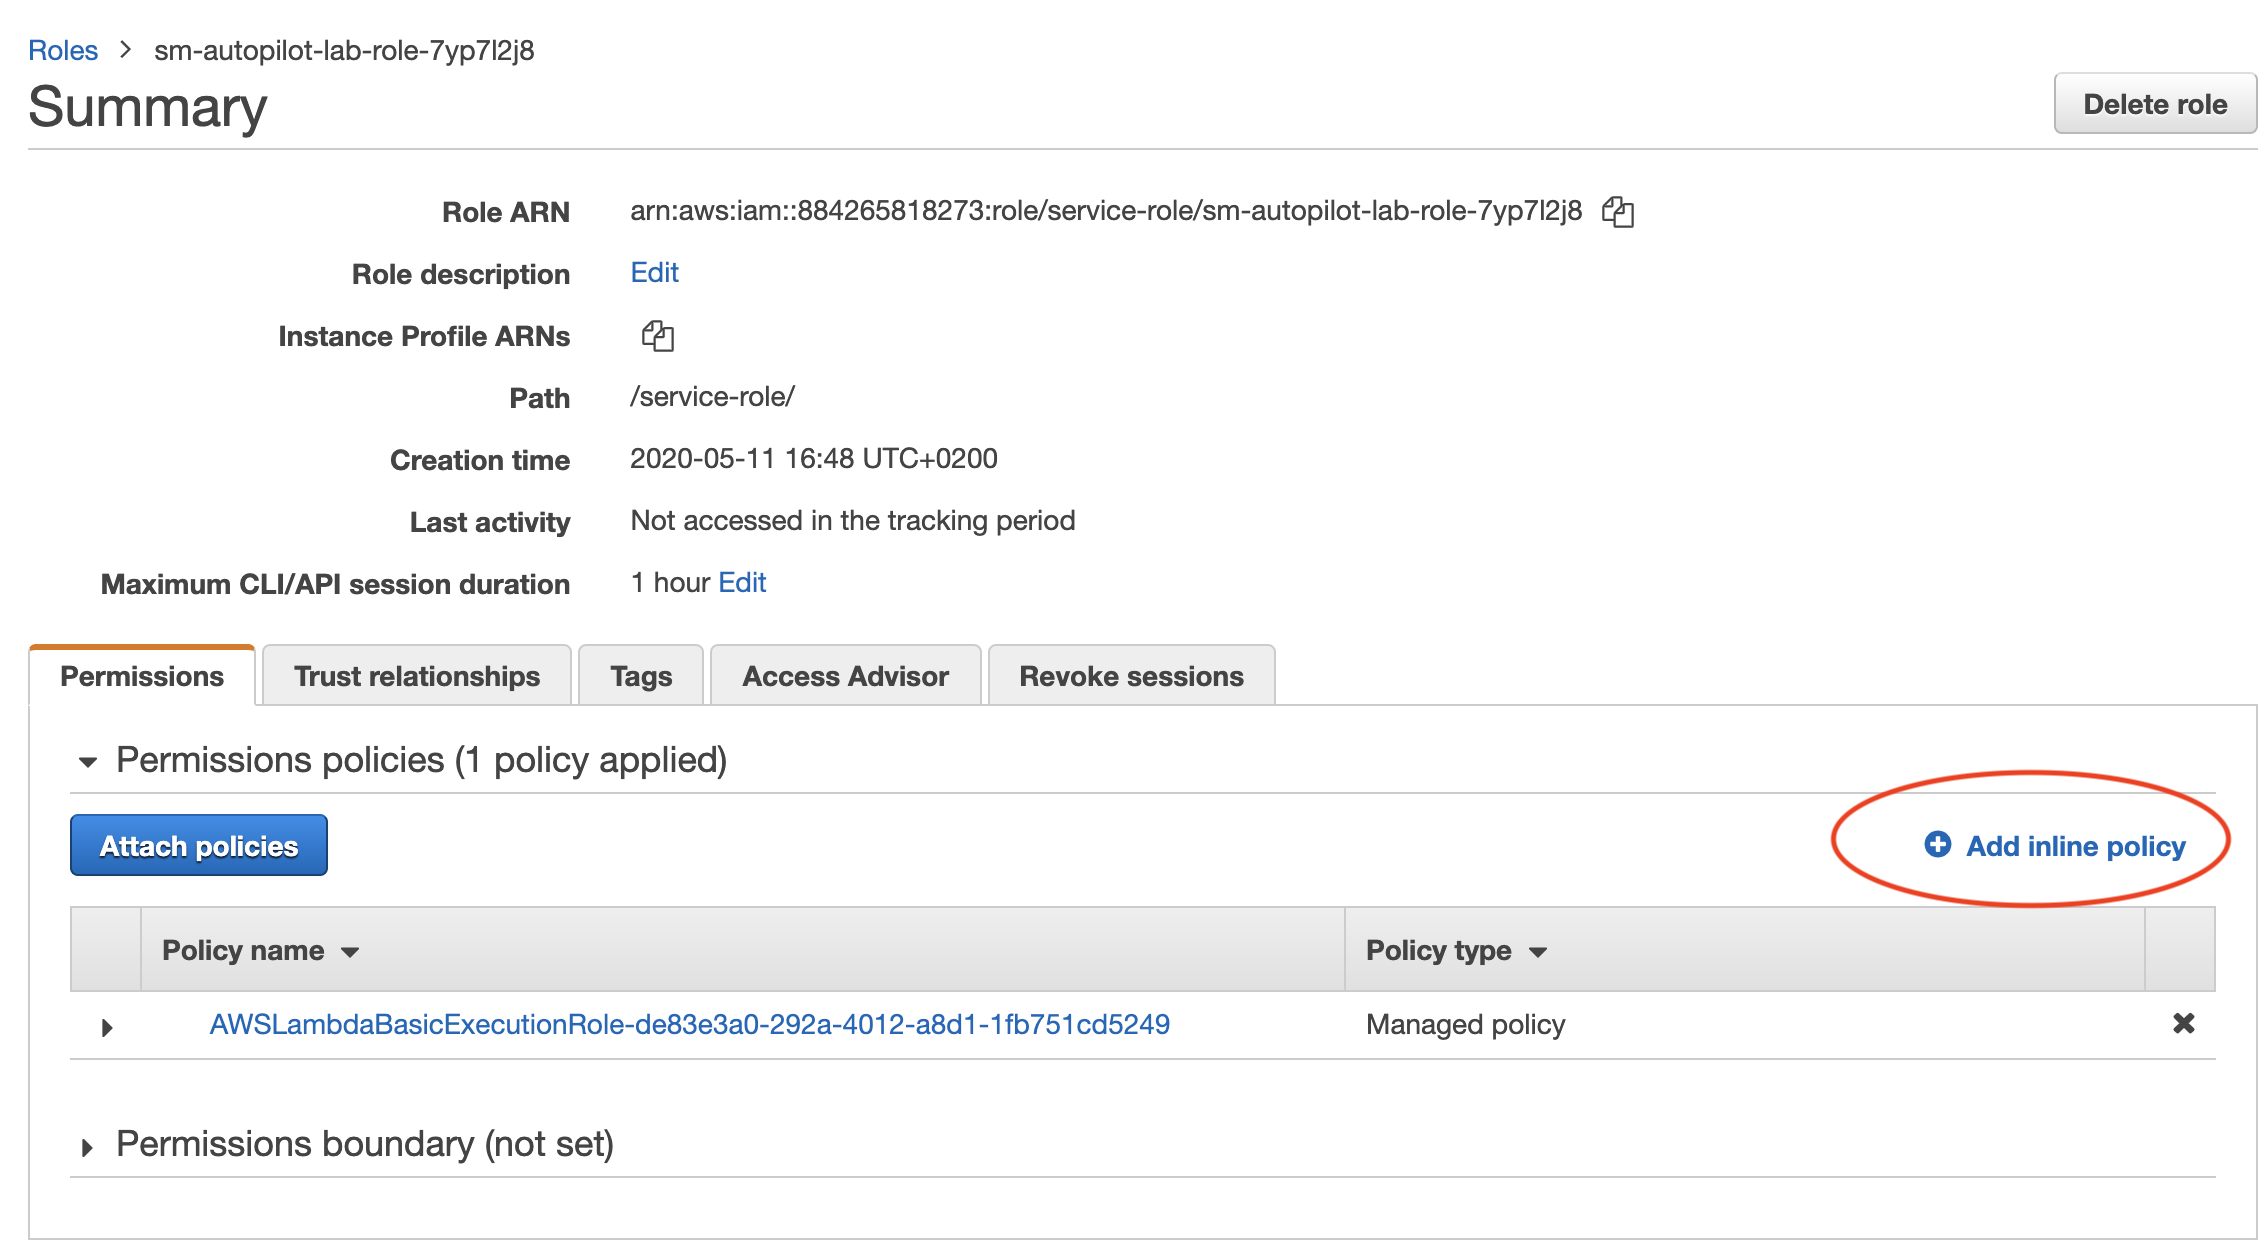 Roles > sm-autopilot-lab-role-7yp7l2j8
Summary
Delete role
Role ARN arn:aws:iam::884265818273:role/service-role/sm-autopilot-lab-role-7yp7l2j8
Role description Edit
Instance Profile ARNs
Path /service-role/
Creation time 2020-05-11 16:48 UTC+0200
Last activity Not accessed in the tracking period
Maximum CLI/API session duration 1 hour Edit
Permissions Trust relationships Tags Access Advisor Revoke sessions
Permissions policies (1 policy applied)
Attach policies Add inline policy
Policy name Policy type
AWSLambdaBasicExecutionRole-de83e3a0-292a-4012-a8d1-1fb751cd5249 Managed policy
Permissions boundary (not set)